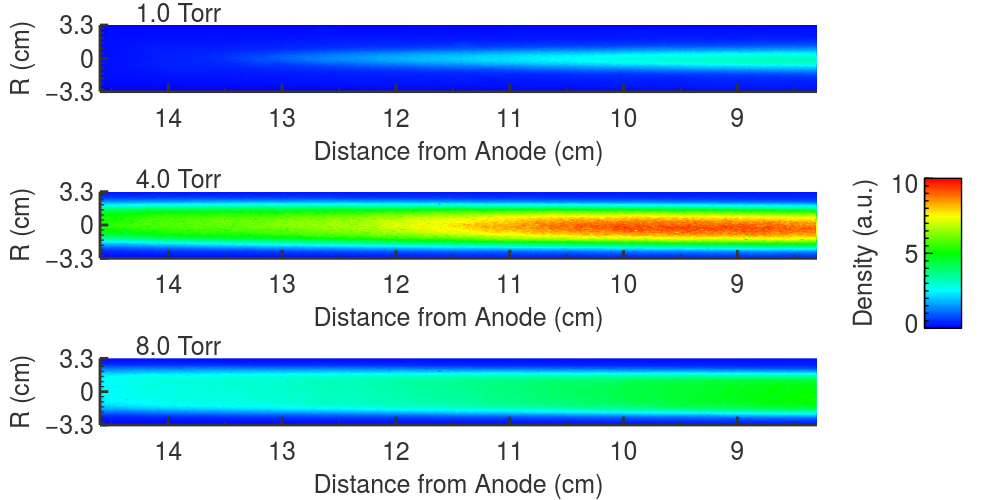 1.0 Torr
3.3
0
−3.3
R (cm)
14 13 12 11 10 9
Distance from Anode (cm)
4.0 Torr
3.3
0
−3.3
R (cm)
14 13 12 11 10 9
Distance from Anode (cm)
8.0 Torr
3.3
0
−3.3
R (cm)
14 13 12 11 10 9
Distance from Anode (cm)
Density (a.u.)
10
5
0